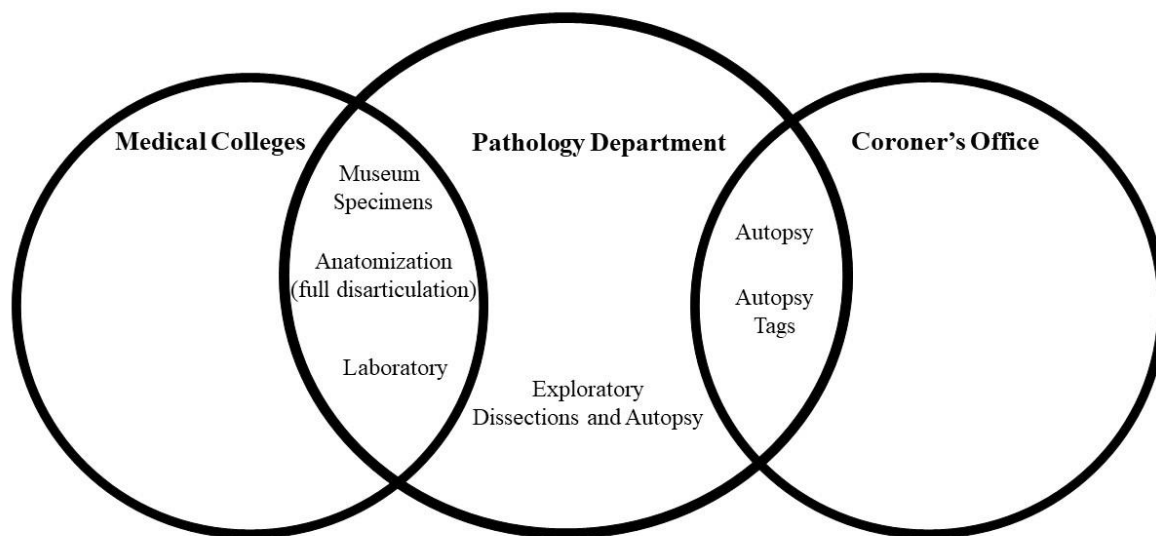 Medical Colleges
Pathology Department
Coroner’s Office
Museum
Specimens
Anatomization
(full disarticulation)
Laboratory
Exploratory
Dissections and Autopsy
Autopsy
Autopsy
Tags